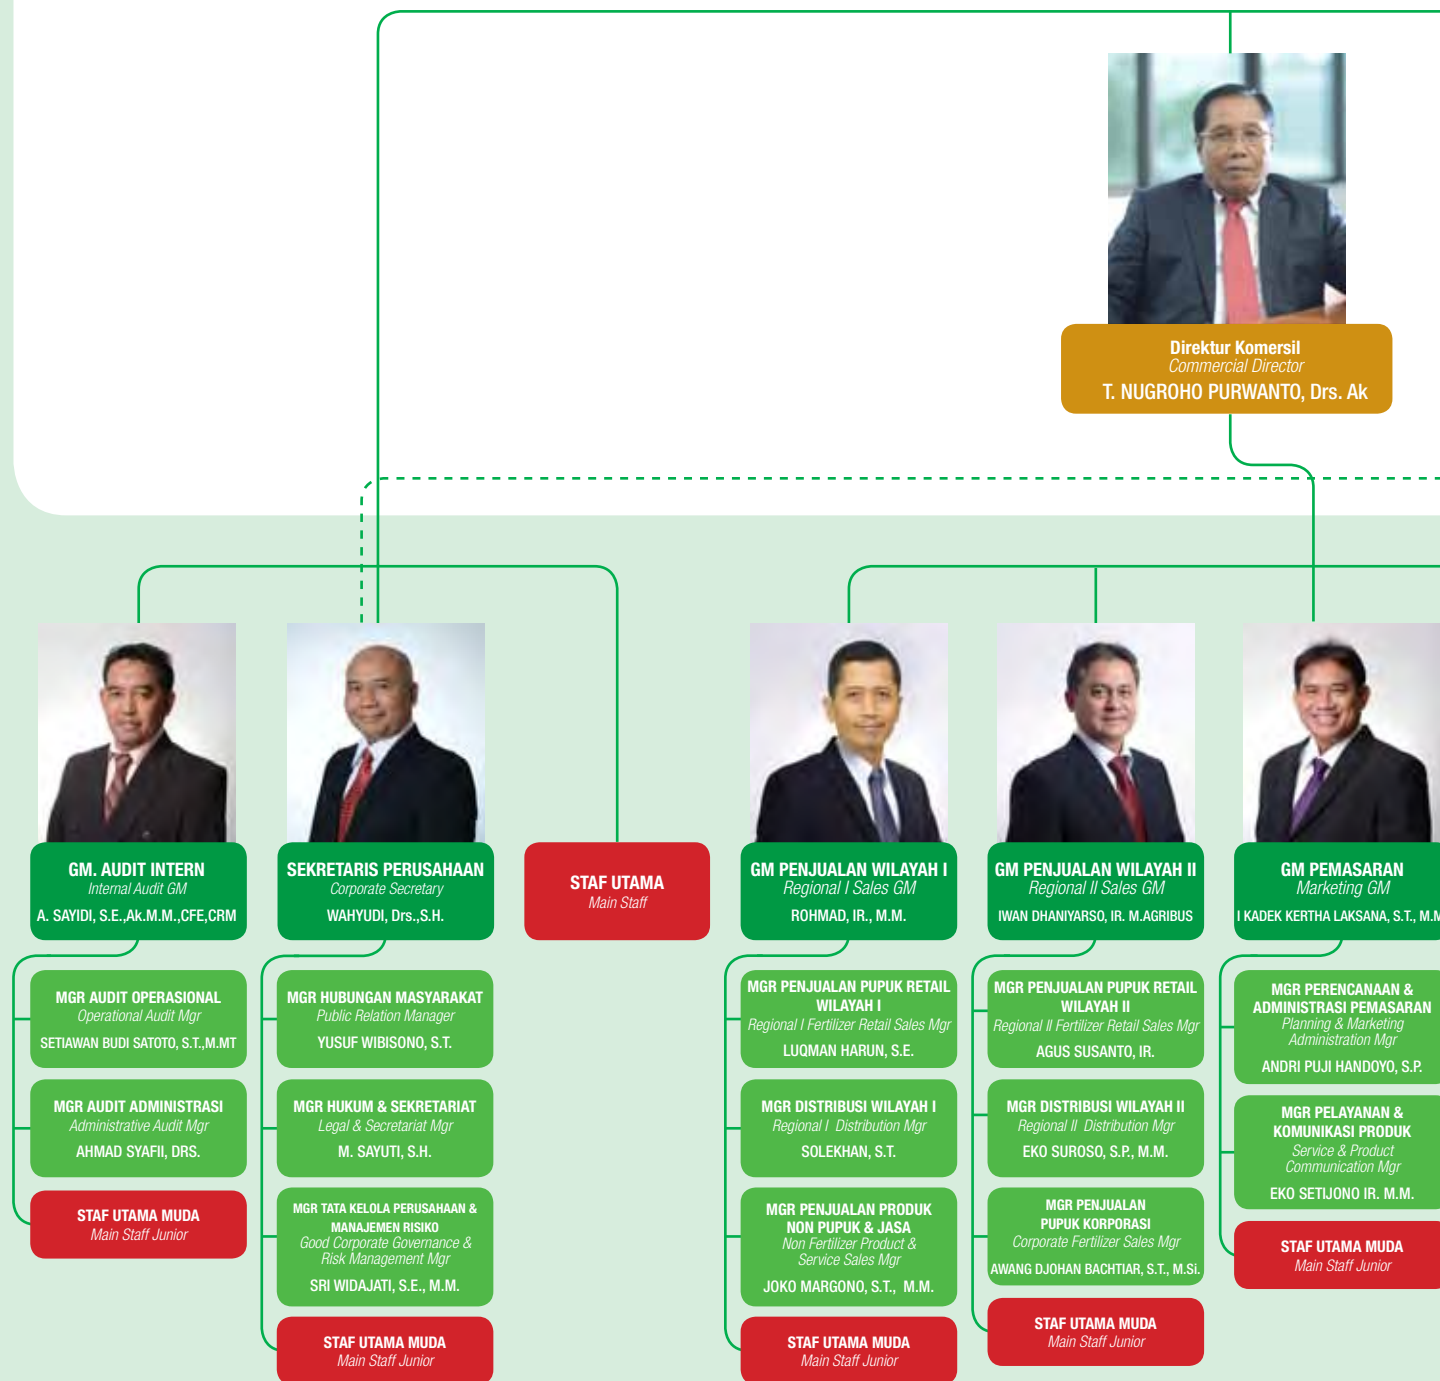 Direktur Komersil
Commercial Director
T. NUGROHO PURWANTO, Drs. Ak
GM. AUDIT INTERN
Internal Audit GM
A. SAYIDI, S.E.,Ak.M.M.,CFE,CRM
MGR AUDIT OPERASIONAL
Operational Audit Mgr
SETIAWAN BUDI SATOTO, S.T.,M.MT
MGR AUDIT ADMINISTRASI
Administrative Audit Mgr
AHMAD SYAFII, DRS.
STAF UTAMA MUDA
Main Staff Junior
SEKRETARIS PERUSAHAAN
Corporate Secretary
WAHYUDI, Drs.,S.H.
MGR HUBUNGAN MASYARAKAT
Public Relation Manager
YUSUF WIBISONO, S.T.
MGR HUKUM & SEKRETARIAT
Legal & Secretariat Mgr
M. SAYUTI, S.H.
MGR TATA KELOLA PERUSAHAAN &
MANAJEMEN RISIKO
Good Corporate Governance &
Risk Management Mgr
SRI WIDAJATI, S.E., M.M.
STAF UTAMA MUDA
Main Staff Junior
STAF UTAMA
Main Staff
GM PENJUALAN WILAYAH I
Regional I Sales GM
ROHMAD, IR., M.M.
MGR PENJUALAN PUPUK RETAIL
WILAYAH I
Regional I Fertilizer Retail Sales Mgr
LUQMAN HARUN, S.E.
MGR DISTRIBUSI WILAYAH I
Regional I Distribution Mgr
SOLEKHAN, S.T.
MGR PENJUALAN PRODUK
NON PUPUK & JASA
Non Fertilizer Product &
Service Sales Mgr
JOKO MARGONO, S.T., M.M.
STAF UTAMA MUDA
Main Staff Junior
GM PENJUALAN WILAYAH II
Regional II Sales GM
IWAN DHANIYARSO, IR. M.AGRIBUS
MGR PENJUALAN PUPUK RETAIL
WILAYAH II
Regional II Fertilizer Retail Sales Mgr
AGUS SUSANTO, IR.
MGR DISTRIBUSI WILAYAH II
Regional II Distribution Mgr
EKO SUROSO, S.P., M.M.
MGR PENJUALAN
PUPUK KORPORASI
Corporate Fertilizer Sales Mgr
AWANG DJOHAN BACHTIAR, S.T., M.Si.
STAF UTAMA MUDA
Main Staff Junior
GM PEMASARAN
Marketing GM
I KADEK KERTHA LAKSANA, S.T., M.M
MGR PERENCANAAN &
ADMINISTRASI PEMASARAN
Planning & Marketing
Administration Mgr
ANDRI PUJI HANDOYO, S.P.
MGR PELAYANAN &
KOMUNIKASI PRODUK
Service & Product
Communication Mgr
EKO SETIJONO IR. M.M.
STAF UTAMA MUDA
Main Staff Junior